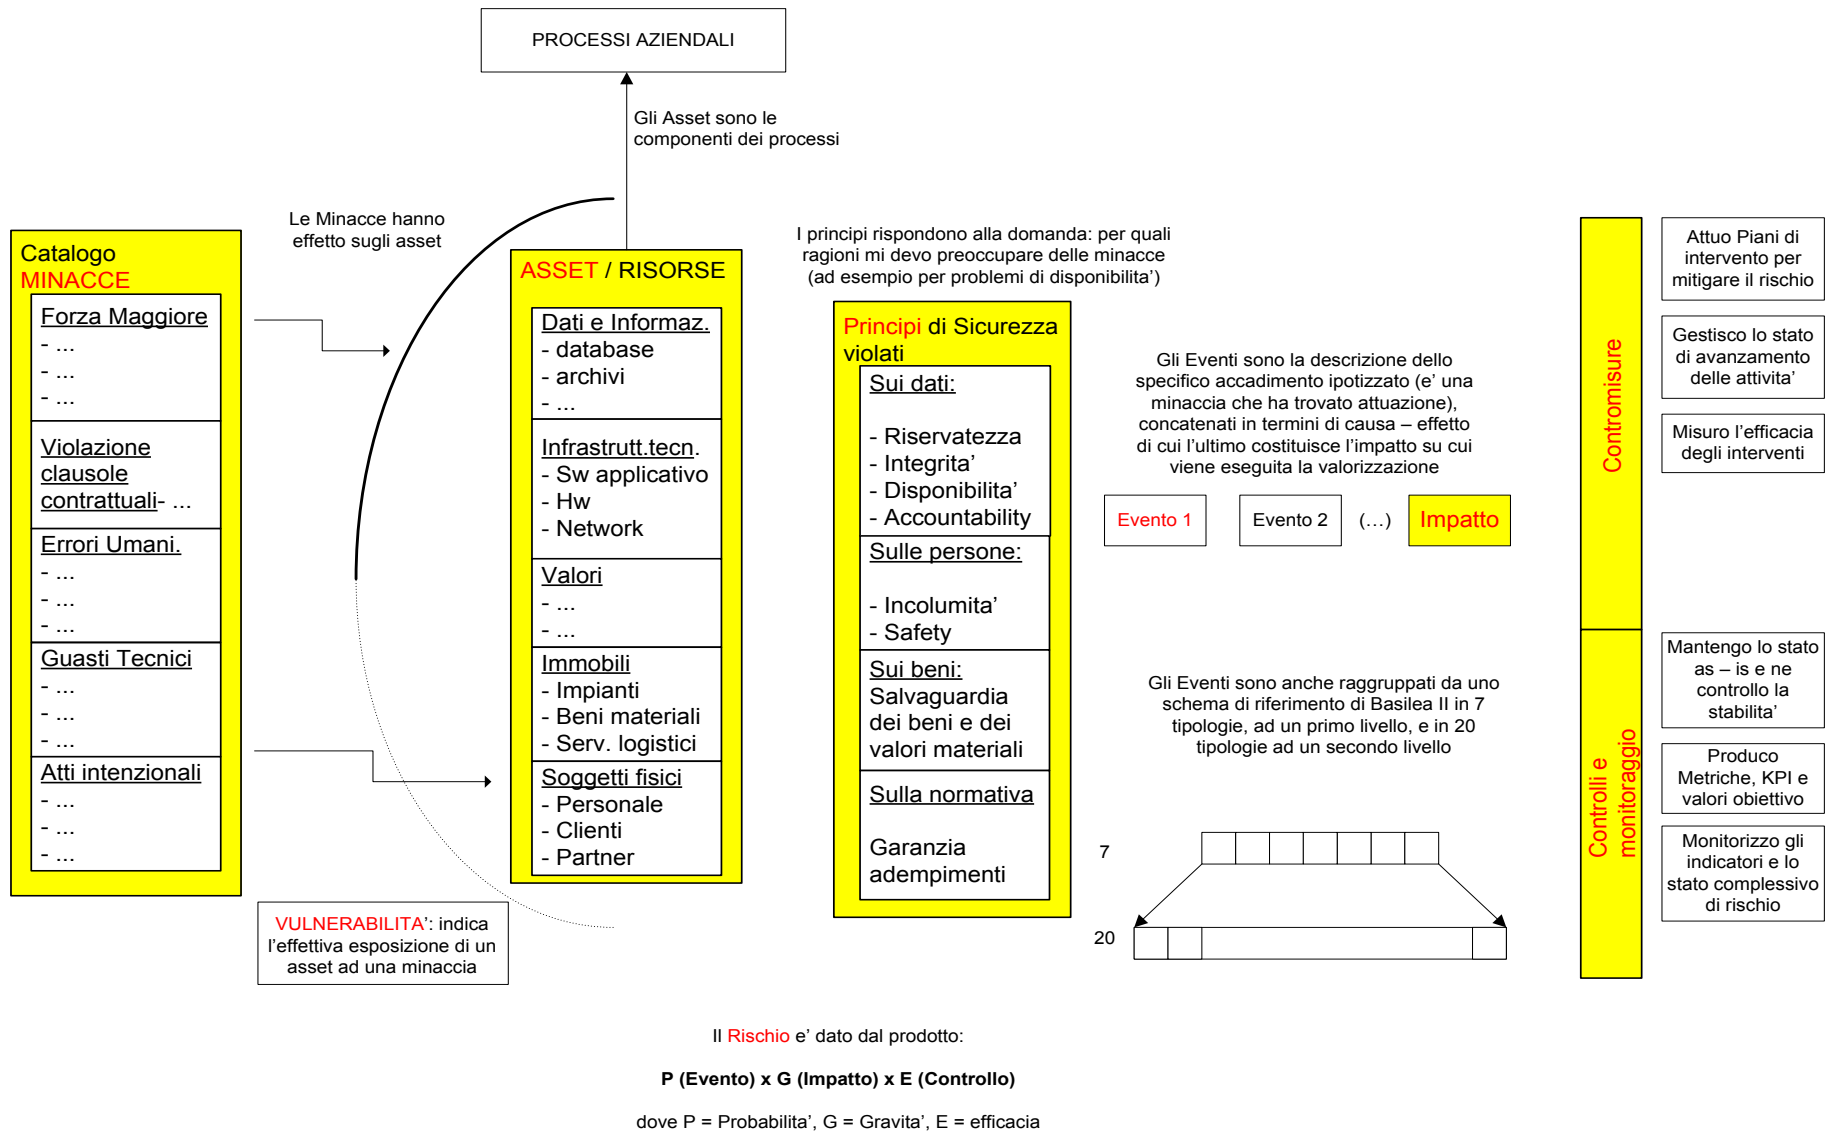 PROCESSI AZIENDALI
Gli Asset sono le
componenti dei processi
Le Minacce hanno
effetto sugli asset
Catalogo
MINACCE
Forza Maggiore
- ...
- ...
- ...
Violazione
clausole
contrattuali- ...
Errori Umani.
- ...
- ...
- ...
Guasti Tecnici
- ...
- ...
- ...
Atti intenzionali
- ...
- ...
- ...
VULNERABILITA’: indica
l’effettiva esposizione di un
asset ad una minaccia
ASSET / RISORSE
Dati e Informaz.
- database
- archivi
- ...
Infrastrutt.tecn.
- Sw applicativo
- Hw
- Network
Valori
- ...
- ...
Immobili
- Impianti
- Beni materiali
- Serv. logistici
Soggetti fisici
- Personale
- Clienti
- Partner
I principi rispondono alla domanda: per quali
ragioni mi devo preoccupare delle minacce
(ad esempio per problemi di disponibilita’)
Principi di Sicurezza
violati
Sui dati:
- Riservatezza
- Integrita’
- Disponibilita’
- Accountability
Sulle persone:
- Incolumita’
- Safety
Sui beni:
Salvaguardia
dei beni e dei
valori materiali
Sulla normativa
Garanzia
adempimenti
Gli Eventi sono la descrizione dello
specifico accadimento ipotizzato (e’ una
minaccia che ha trovato attuazione),
concatenati in termini di causa – effetto
di cui l’ultimo costituisce l’impatto su cui
viene eseguita la valorizzazione
Evento 1
Evento 2
(…)
Impatto
Gli Eventi sono anche raggruppati da uno
schema di riferimento di Basilea II in 7
tipologie, ad un primo livello, e in 20
tipologie ad un secondo livello
7
20
Contromisure
Attuo Piani di
intervento per
mitigare il rischio
Gestisco lo stato
di avanzamento
delle attivita’
Misuro l’efficacia
degli interventi
Controlli e
monitoraggio
Mantengo lo stato
as – is e ne
controllo la
stabilita’
Produco
Metriche, KPI e
valori obiettivo
Monitorizzo gli
indicatori e lo
stato complessivo
di rischio
Il Rischio e’ dato dal prodotto:
P (Evento) x G (Impatto) x E (Controllo)
dove P = Probabilita’, G = Gravita’, E = efficacia